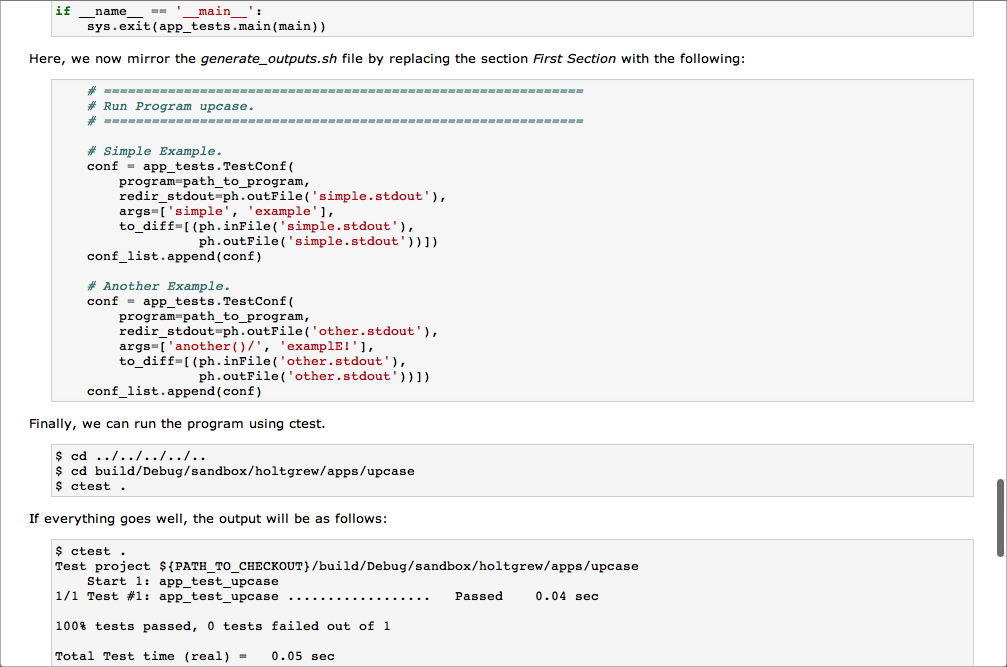 if __name__ == '__main__':
    sys.exit(app_tests.main(main))
Here, we now mirror the generate_outputs.sh file by replacing the section First Section with the following:
    # ============================================================
    # Run Program upcase.
    # ============================================================
    # Simple Example.
    conf = app_tests.TestConf(
        program=path_to_program,
        redir_stdout=ph.outFile('simple.stdout'),
        args=['simple', 'example'],
        to_diff=[(ph.inFile('simple.stdout'),
                  ph.outFile('simple.stdout'))])
    conf_list.append(conf)
    # Another Example.
    conf = app_tests.TestConf(
        program=path_to_program,
        redir_stdout=ph.outFile('other.stdout'),
        args=['another()/', 'examplE!'],
        to_diff=[(ph.inFile('other.stdout'),
                  ph.outFile('other.stdout'))])
    conf_list.append(conf)
Finally, we can run the program using ctest.
$ cd ../../../../..
$ cd build/Debug/sandbox/holtgrew/apps/upcase
$ ctest .
If everything goes well, the output will be as follows:
$ ctest .
Test project ${PATH_TO_CHECKOUT}/build/Debug/sandbox/holtgrew/apps/upcase
    Start 1: app_test_upcase
1/1 Test #1: app_test_upcase ..................   Passed    0.04 sec
100% tests passed, 0 tests failed out of 1
Total Test time (real) =   0.05 sec